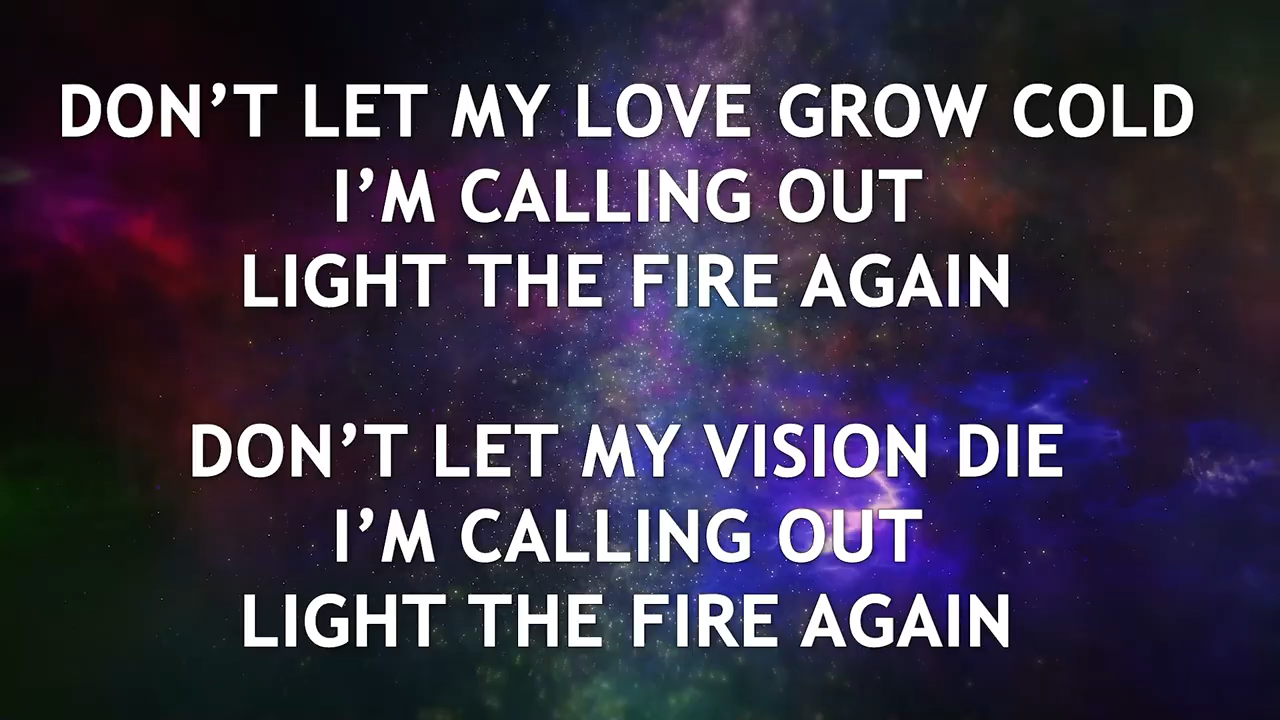 DON’T LET MY LOVE GROW COLD
I’M CALLING OUT
LIGHT THE FIRE AGAIN
DON’T LET MY VISION DIE
I’M CALLING OUT
LIGHT THE FIRE AGAIN